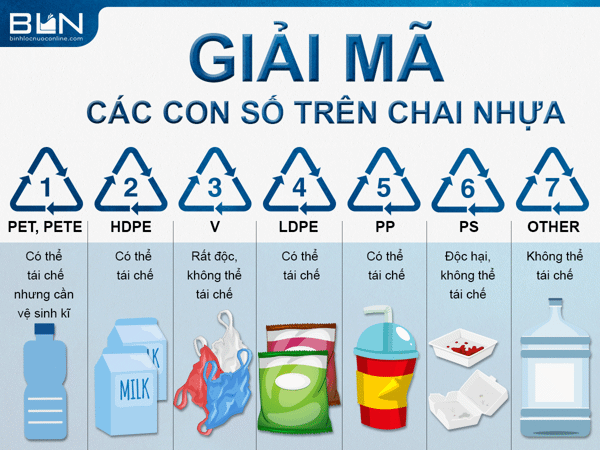 BLN
binhlocnuoconline.com
GIẢI MÃ
CÁC CON SỐ TRÊN CHAI NHỰA
1 2 3 4 5 6 7
PET, PETE HDPE V LDPE PP PS OTHER
Có thể
tái chế
nhưng cần
vệ sinh kĩ
Có thể
tái chế
Rất độc,
không thể
tái chế
Có thể
tái chế
Có thể
tái chế
Độc hại,
không thể
tái chế
Không thể
tái chế
MILK
MILK